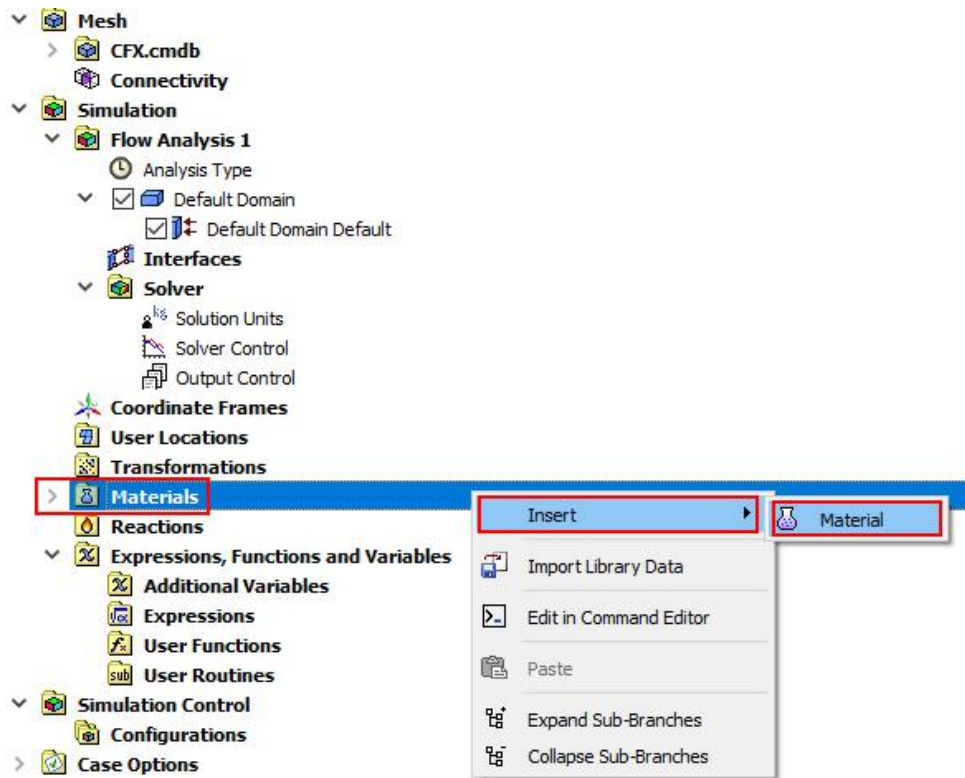 Mesh
CFX.cmdb
Connectivity
Simulation
Flow Analysis 1
Analysis Type
Default Domain
Default Domain Default
Interfaces
Solver
kg Solution Units
Solver Control
Output Control
Coordinate Frames
User Locations
Transformations
Materials
Insert
Material
Reactions
Import Library Data
Expressions, Functions and Variables
Additional Variables
Edit in Command Editor
Expressions
User Functions
Paste
sub User Routines
Simulation Control
Expand Sub-Branches
Configurations
Collapse Sub-Branches
Case Options